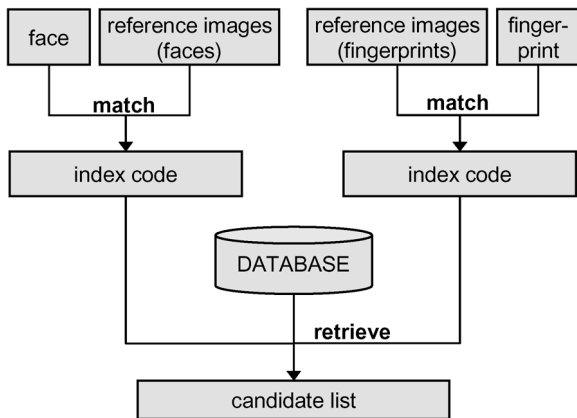 face
reference images
(faces)
reference images
(fingerprints)
finger-
print
match
match
index code
index code
DATABASE
retrieve
candidate list